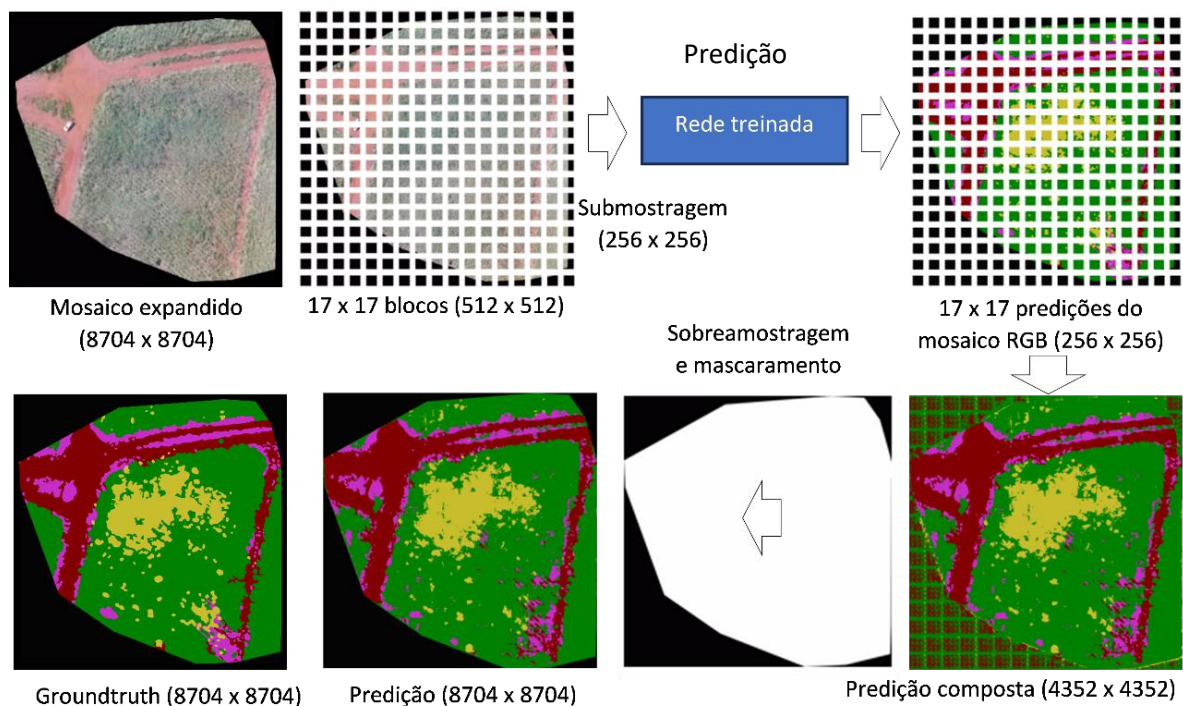 Predição
Rede treinada
Submostragem
(256 x 256)
Mosaico expandido
(8704 x 8704)
17 x 17 blocos (512 x 512)
17 x 17 predições do
mosaico RGB (256 x 256)
Sobreamostragem
e mascaramento
Groundtruth (8704 x 8704)
Predição (8704 x 8704)
Predição composta (4352 x 4352)